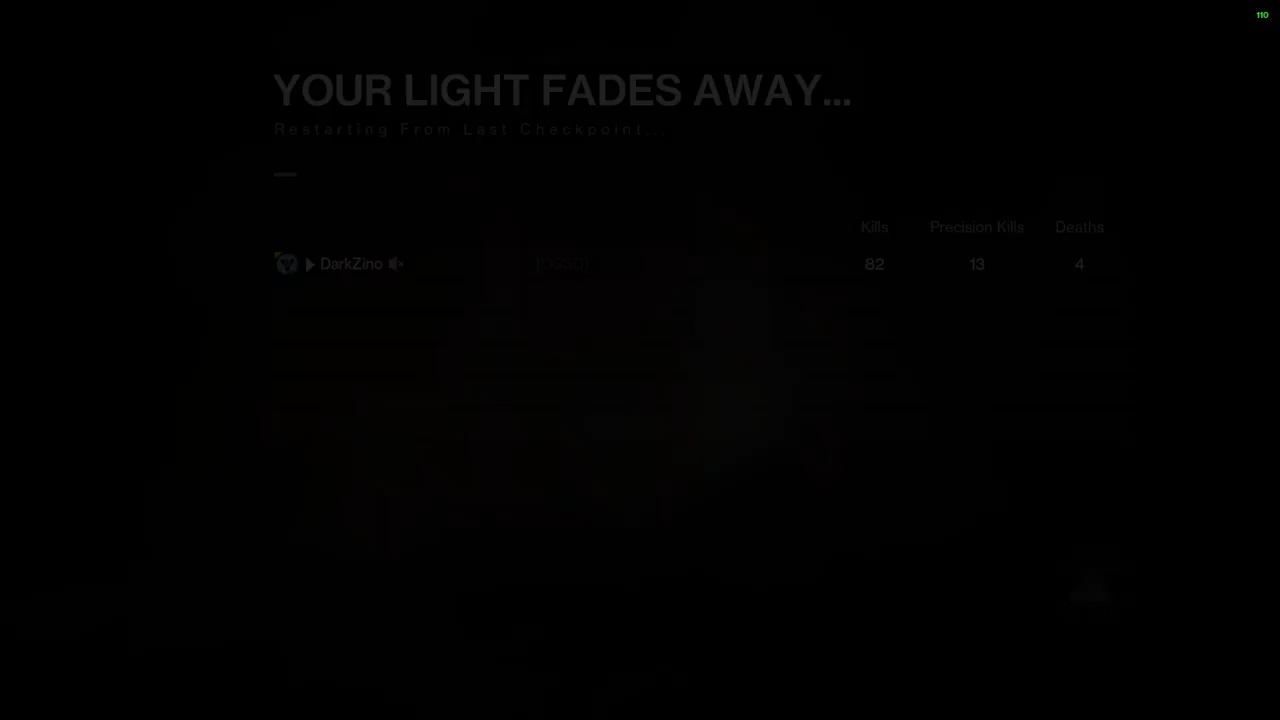 110
YOUR LIGHT FADES AWAY...
Restarting From Last Checkpoint...
Kills Precision Kills Deaths
DarkZino 82 13 4